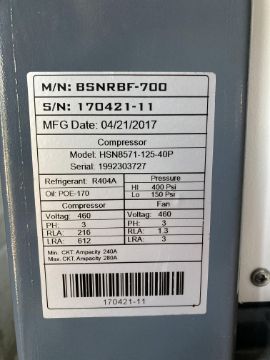 M/N: BSNRBF-700
S/N: 170421-11
MFG Date: 04/21/2017
Compressor
Model: HSN8571-125-40P
Serial: 1992303727
Refrigerant: R404A
Oil: POE-170
Pressure
HI 400 Psi
Lo 150 Psi
Compressor
Voltag: 460
PH: 3
RLA: 216
LRA: 612
Fan
Voltag: 460
PH: 3
RLA: 1.3
LRA: 3
Min. CKT. Ampacity 240A
Max. CKT. Ampacity 280A
170421-11